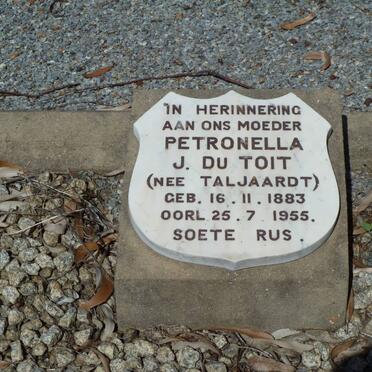 IN HERINNERING
AAN ONS MOEDER
PETRONELLA
J. DU TOIT
(NEE TALJAARDT)
GEB. 16.11.1883
OORL 25.7 1955.
SOETE RUS.